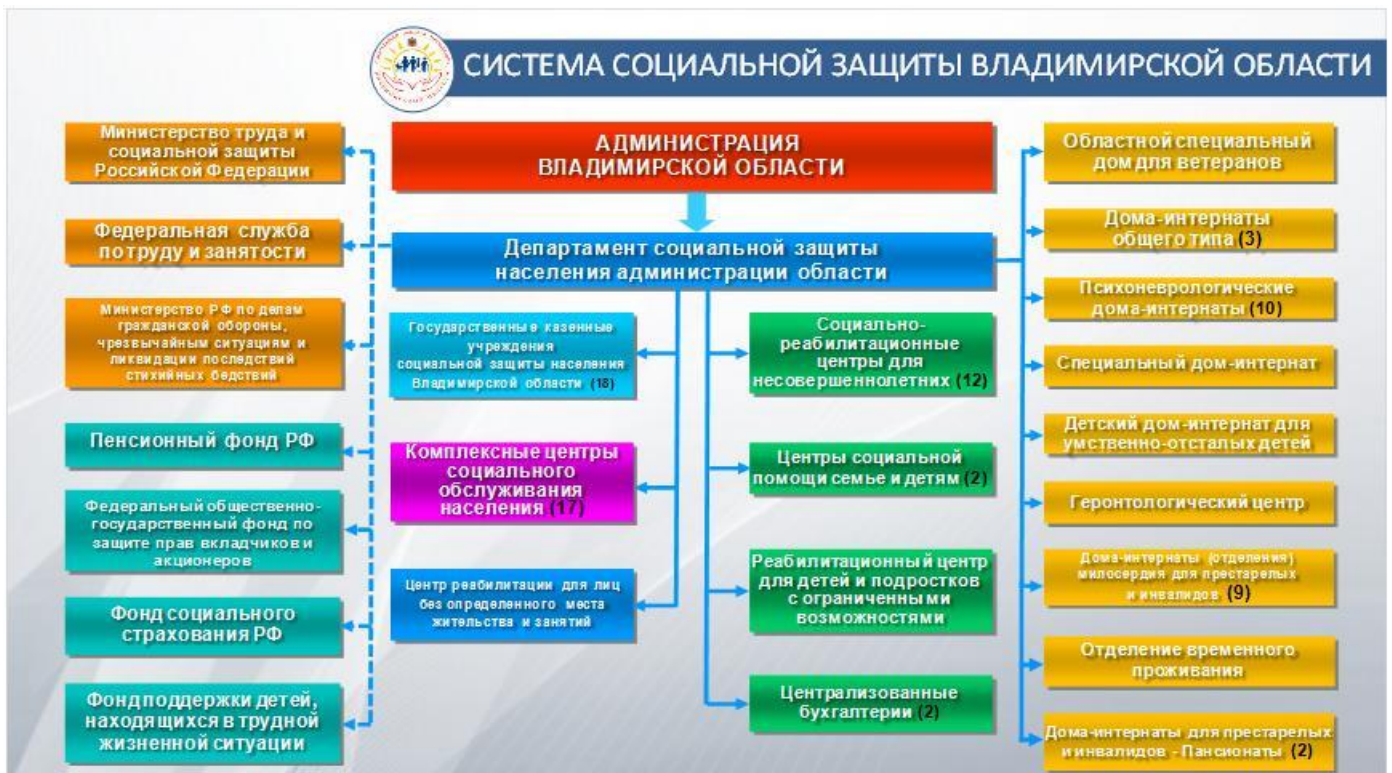 СИСТЕМА СОЦИАЛЬНОЙ ЗАЩИТЫ ВЛАДИМИРСКОЙ ОБЛАСТИ
Министерство труда и
социальной защиты
Российской Федерации
Федеральная служба
по труду и занятости
Министерство РФ по делам
гражданской обороны,
чрезвычайным ситуациям и
ликвидации последствий
стихийных бедствий
Пенсионный фонд РФ
Федеральный общественно-
государственный фонд по
защите прав вкладчиков и
акционеров
Фонд социального
страхования РФ
Фонд поддержки детей,
находящихся в трудной
жизненной ситуации
АДМИНИСТРАЦИЯ
ВЛАДИМИРСКОЙ ОБЛАСТИ
Департамент социальной защиты
населения администрации области
Государственные казенные
учреждения
социальной защиты населения
Владимирской области (18)
Комплексные центры
социального
обслуживания
населения (17)
Центр реабилитации для лиц
без определенного места
жительства и занятий
Социально-
реабилитационные
центры для
несовершеннолетних (12)
Центры социальной
помощи семье и детям (2)
Реабилитационный центр
для детей и подростков
с ограниченными
возможностями
Централизованные
бухгалтерии (2)
Областной специальный
дом для ветеранов
Дома-интернаты
общего типа (3)
Психоневрологические
дома-интернаты (10)
Специальный дом-интернат
Детский дом-интернат для
умственно-отсталых детей
Геронтологический центр
Дома-интернаты (отделения)
милосердия для престарелых
и инвалидов (9)
Отделение временного
проживания
Дома-интернаты для престарелых
и инвалидов - Пансионаты (2)